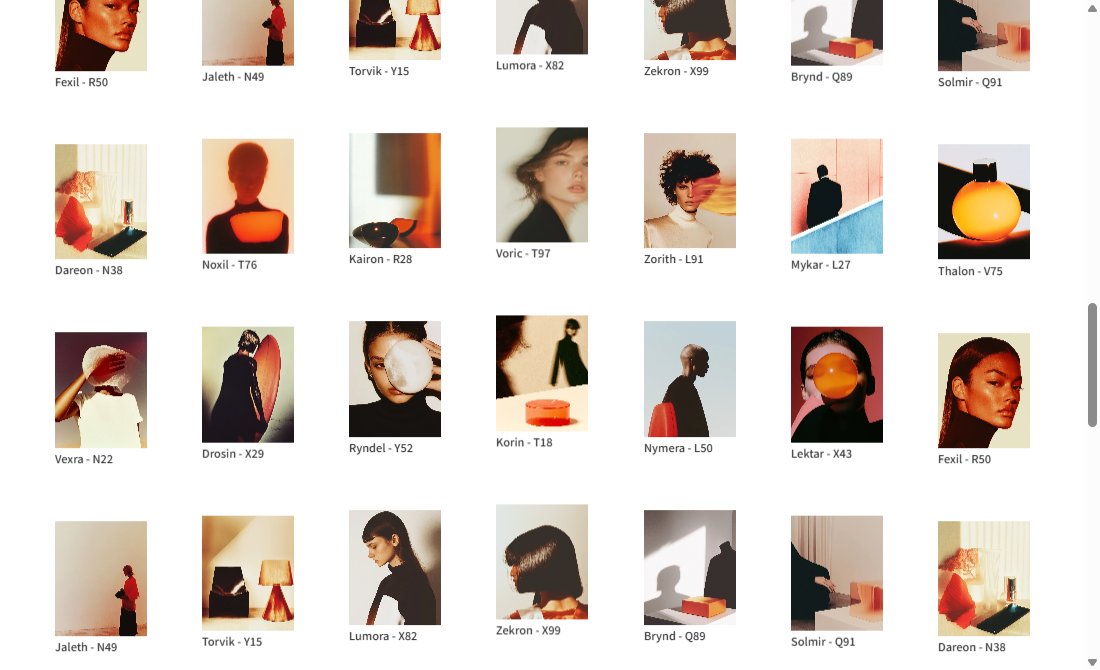 Fexil - R50
Jaleth - N49
Torvik - Y15
Lumora - X82
Zekron - X99
Brynd - Q89
Solmir - Q91
Dareon - N38
Noxil - T76
Kairon - R28
Voric - T97
Zorith - L91
Mykar - L27
Thalon - V75
Vexra - N22
Drosin - X29
Ryndel - Y52
Korin - T18
Nymera - L50
Lektar - X43
Fexil - R50
Jaleth - N49
Torvik - Y15
Lumora - X82
Zekron - X99
Brynd - Q89
Solmir - Q91
Dareon - N38